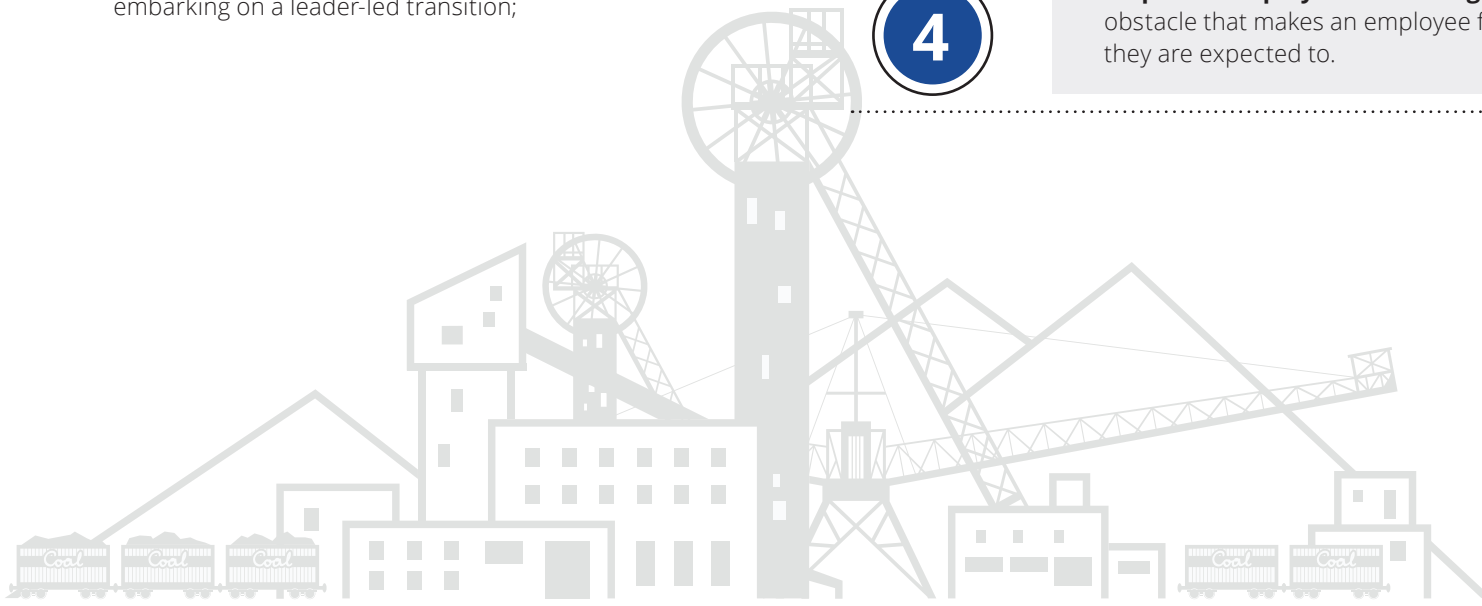 embarking on a leader-led transition;
4
obstacle that makes an employee
they are expected to.
Coal
Coal
Coal
Coal
Coal